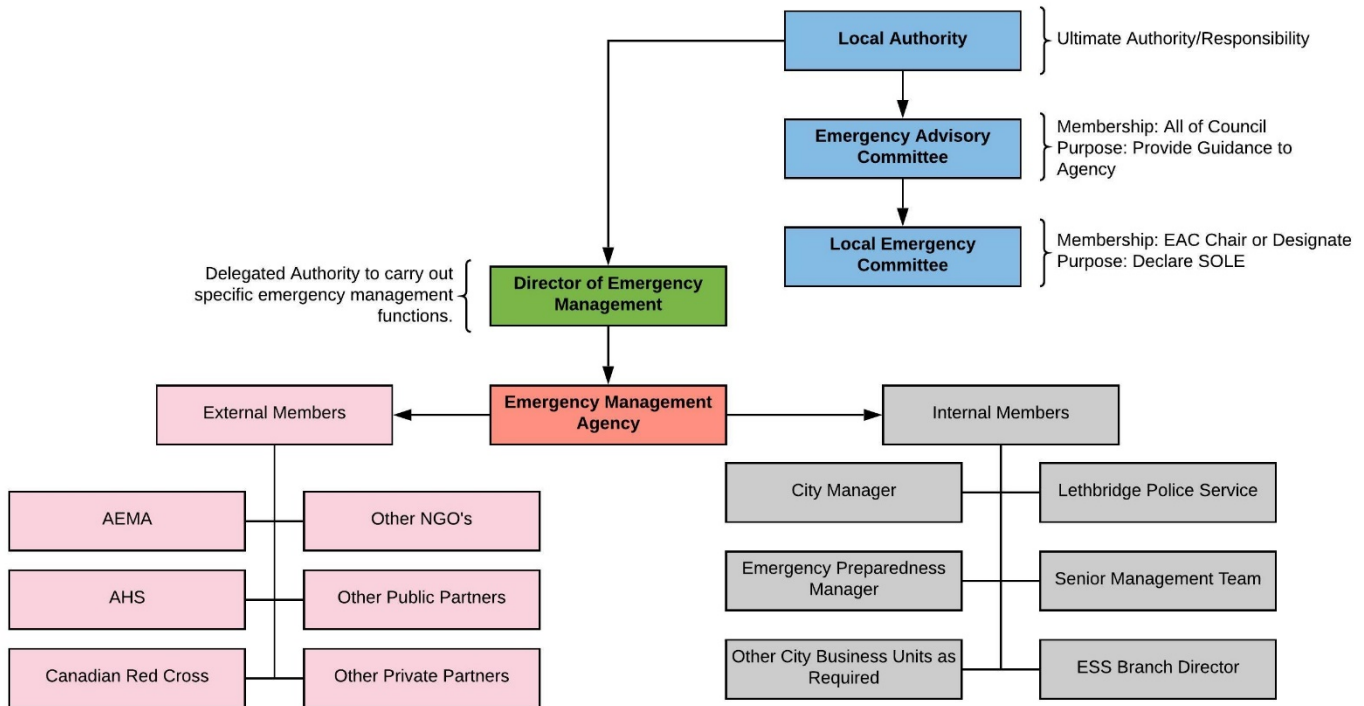 Local Authority
Ultimate Authority/Responsibility
Emergency Advisory
Committee
Membership: All of Council
Purpose: Provide Guidance to
Agency
Local Emergency
Committee
Membership: EAC Chair or Designate
Purpose: Declare SOLE
Delegated Authority to carry out
specific emergency management
functions.
Director of Emergency
Management
External Members
Emergency Management
Agency
Internal Members
AEMA
Other NGO's
AHS
Other Public Partners
Canadian Red Cross
Other Private Partners
City Manager
Lethbridge Police Service
Emergency Preparedness
Manager
Senior Management Team
Other City Business Units as
Required
ESS Branch Director